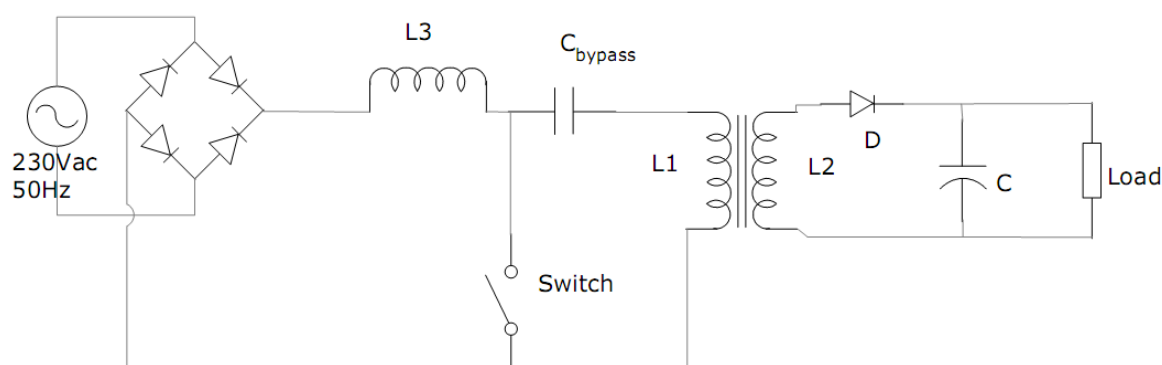 L3
C bypass
230Vac
50Hz
L1
L2
D
C
Load
Switch